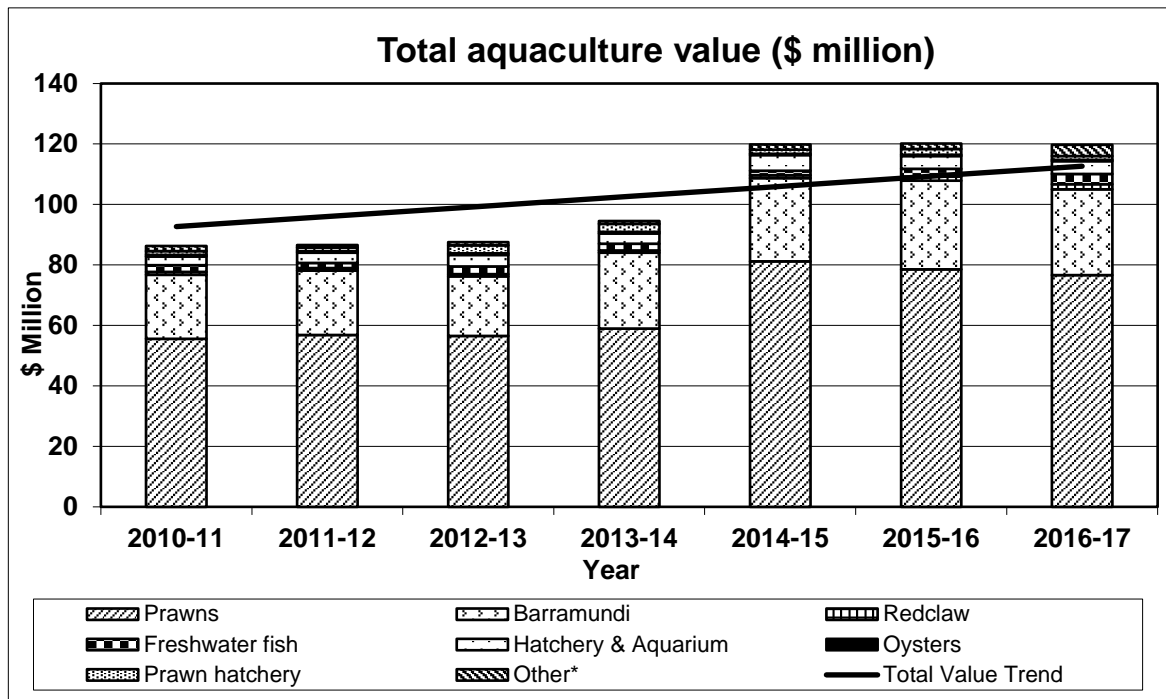 Total aquaculture value ($ million)
140
120
100
80
60
40
20
0
$ Million
2010-11 2011-12 2012-13 2013-14 2014-15 2015-16 2016-17
Year
Prawns Barramundi Redclaw
Freshwater fish Hatchery & Aquarium Oysters
Prawn hatchery Other* Total Value Trend